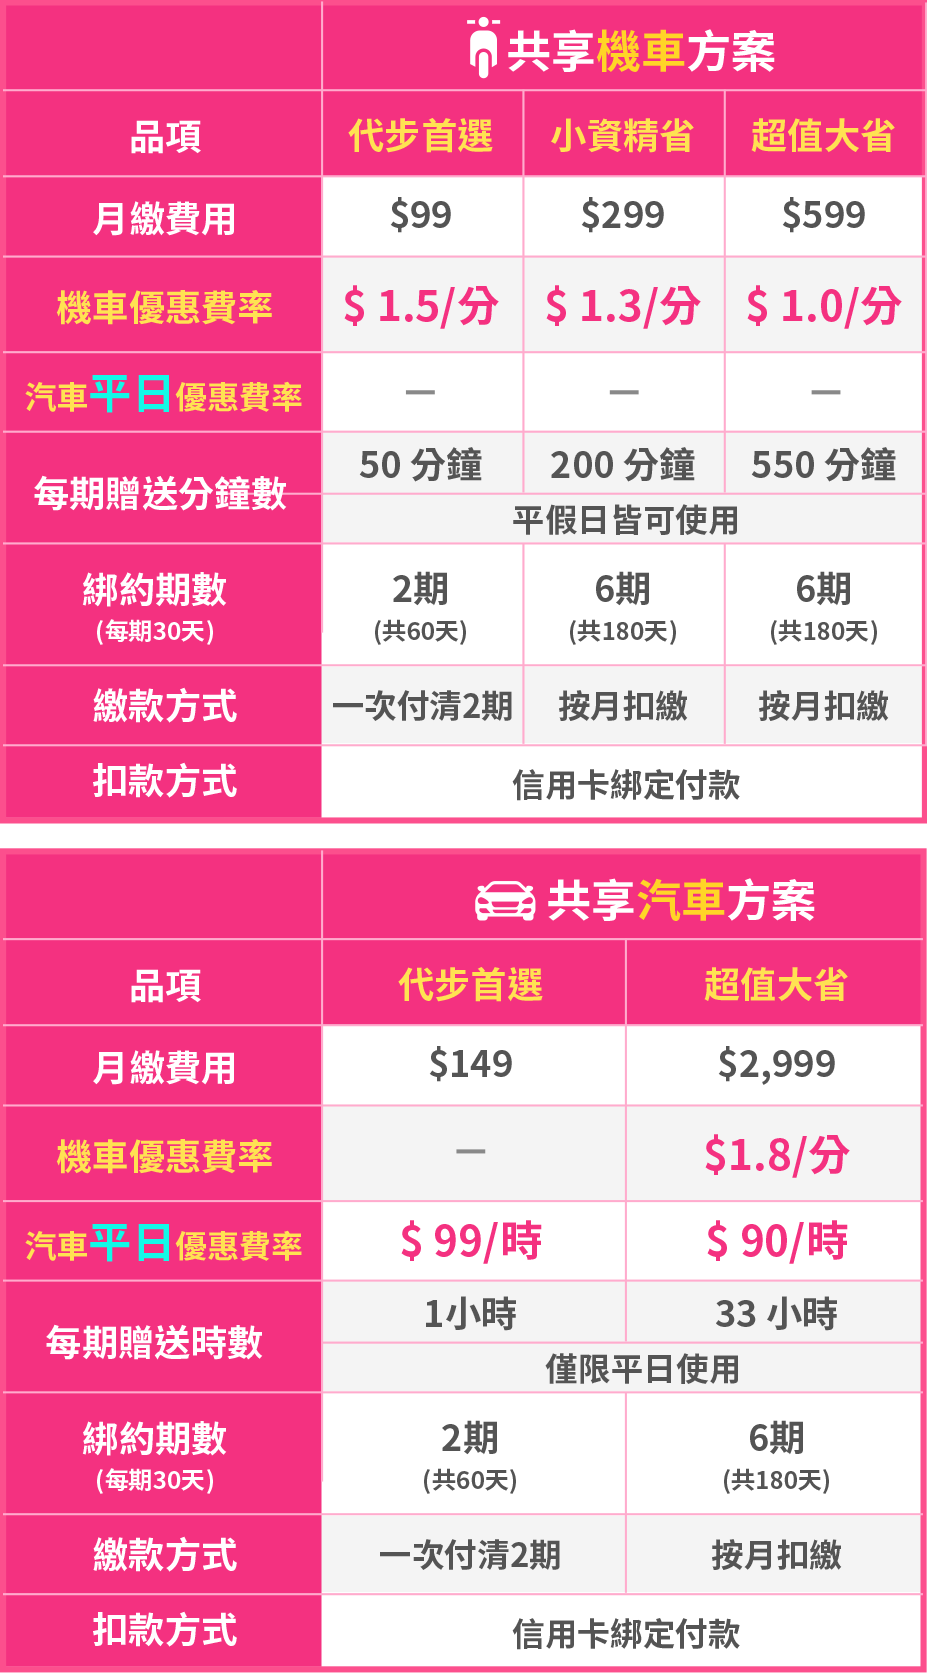 共享機車方案
品項 代步首選 小資精省 超值大省
月繳費用 $99 $299 $599
機車優惠費率 $ 1.5/分 $ 1.3/分 $ 1.0/分
汽車平日優惠費率 — — —
每期贈送分鐘數 50 分鐘 200 分鐘 550 分鐘
平假日皆可使用
綁約期數 2期 6期 6期
(每期30天) (共60天) (共180天) (共180天)
繳款方式 一次付清2期 按月扣繳 按月扣繳
扣款方式 信用卡綁定付款
共享汽車方案
品項 代步首選 超值大省
月繳費用 $149 $2,999
機車優惠費率 — $1.8/分
汽車平日優惠費率 $ 99/時 $ 90/時
每期贈送時數 1小時 33 小時
僅限平日使用
綁約期數 2期 6期
(每期30天) (共60天) (共180天)
繳款方式 一次付清2期 按月扣繳
扣款方式 信用卡綁定付款